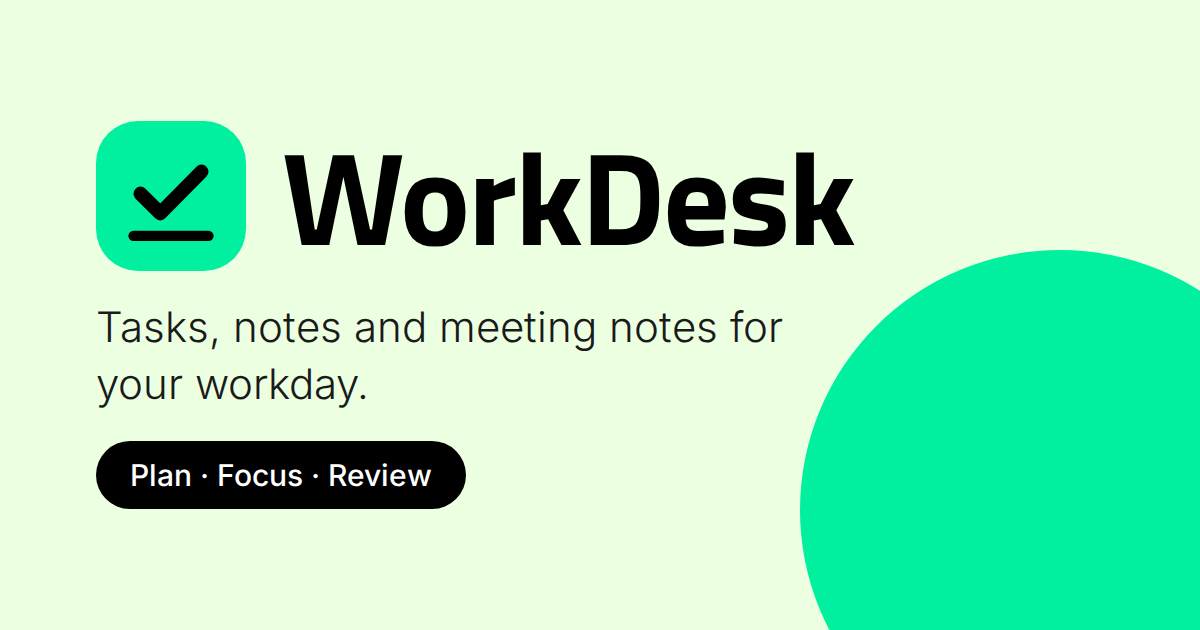 WorkDesk
Tasks, notes and meeting notes for
your workday.
Plan · Focus · Review